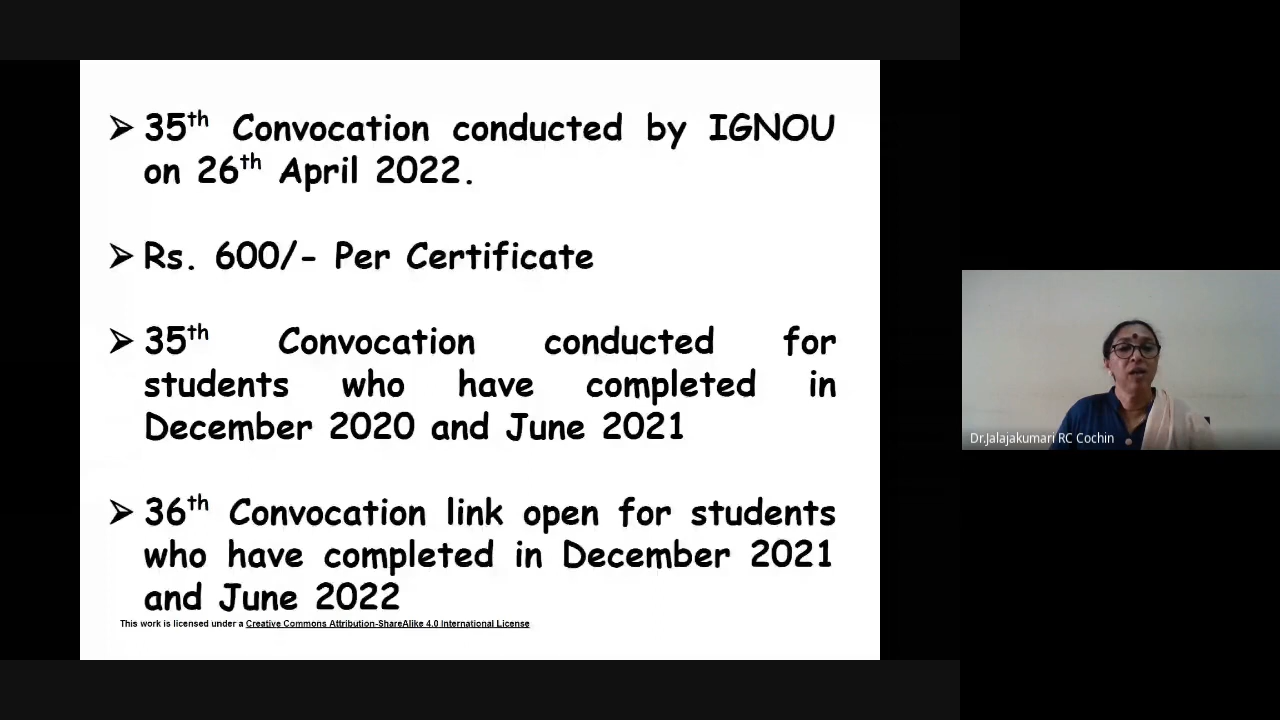 ➢ 35th Convocation conducted by IGNOU
on 26th April 2022.
➢ Rs. 600/- Per Certificate
➢ 35th Convocation conducted for
students who have completed in
December 2020 and June 2021
➢ 36th Convocation link open for students
who have completed in December 2021
and June 2022
This work is licensed under a Creative Commons Attribution-ShareAlike 4.0 International License
Dr.Jalajakumari RC Cochin